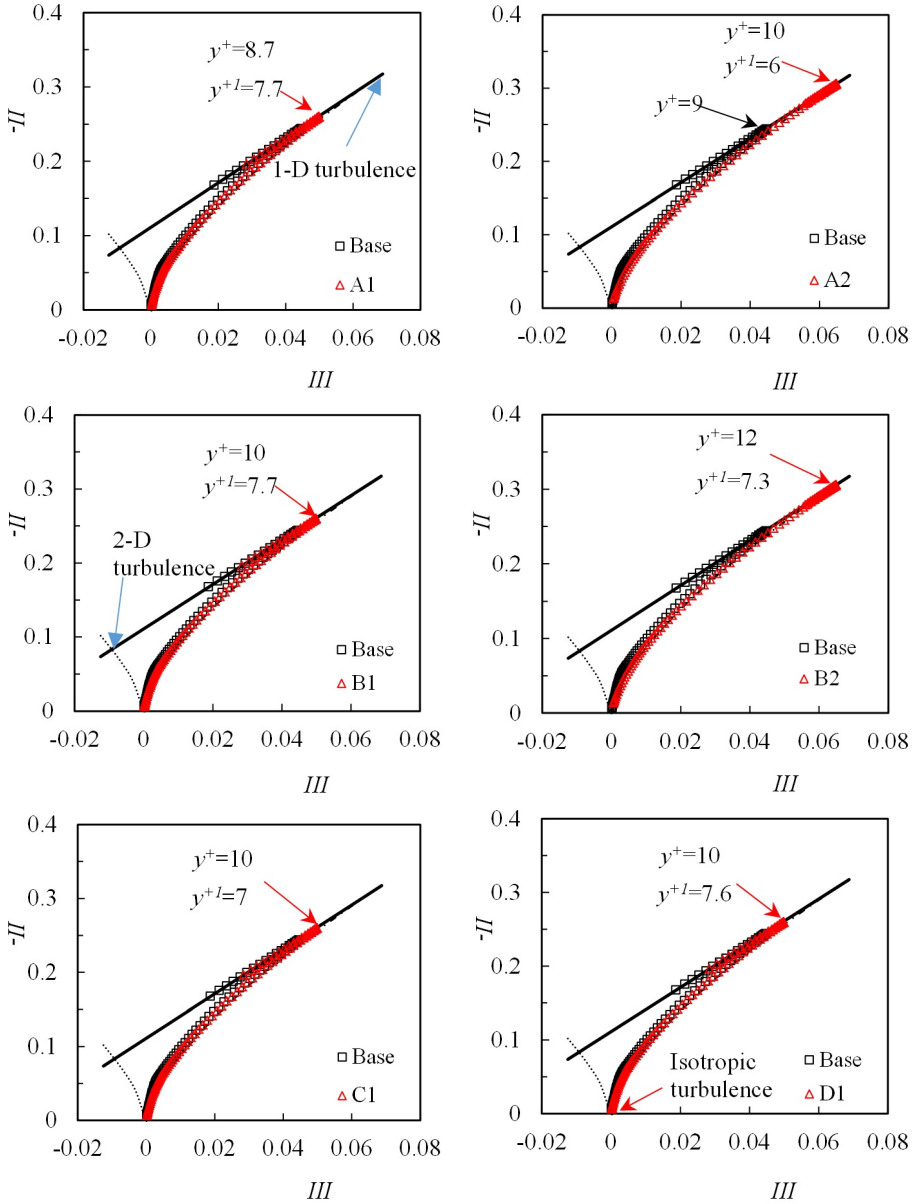 0.4
0.3
0.2
0.1
0
-II
y+=8.7
y+1=7.7
1-D turbulence
Base
A1
-0.02 0 0.02 0.04 0.06 0.08
III
0.4
0.3
0.2
0.1
0
-II
y+=10
y+1=6
y+=9
Base
A2
-0.02 0 0.02 0.04 0.06 0.08
III
0.4
0.3
0.2
0.1
0
-II
y+=10
y+1=7.7
2-D
turbulence
Base
B1
-0.02 0 0.02 0.04 0.06 0.08
III
0.4
0.3
0.2
0.1
0
-II
y+=12
y+1=7.3
Base
B2
-0.02 0 0.02 0.04 0.06 0.08
III
0.4
0.3
0.2
0.1
0
-II
y+=10
y+1=7
Base
C1
-0.02 0 0.02 0.04 0.06 0.08
III
0.4
0.3
0.2
0.1
0
-II
y+=10
y+1=7.6
Isotropic
turbulence
Base
D1
-0.02 0 0.02 0.04 0.06 0.08
III